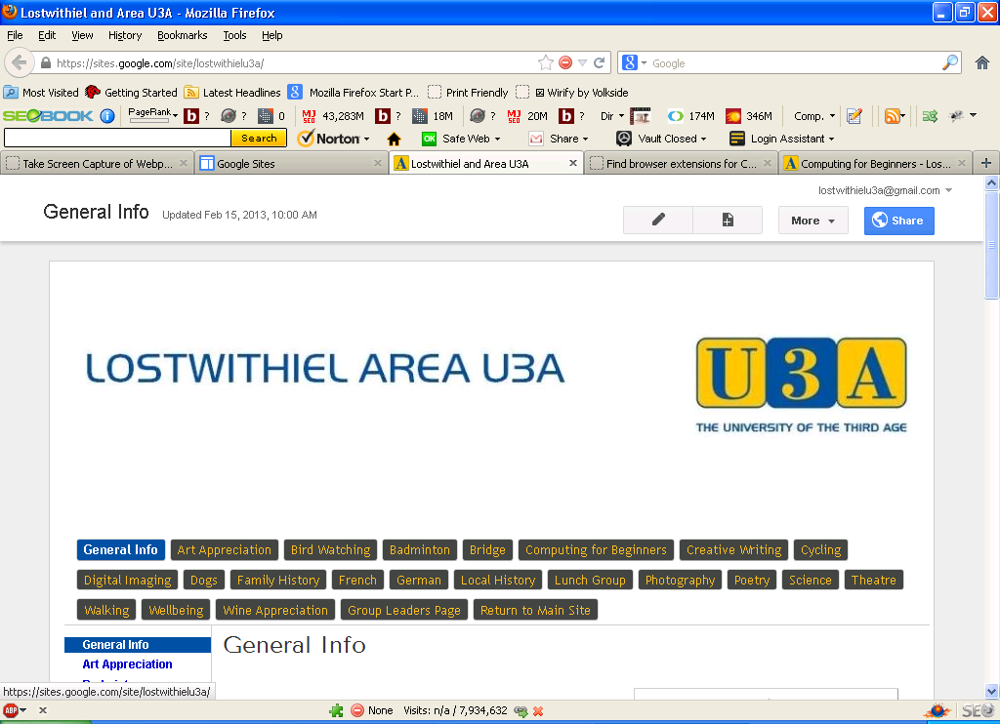 Lostwithiel and Area U3A - Mozilla Firefox
File Edit View History Bookmarks Tools Help
https://sites.google.com/site/lostwithielu3a/ Google
Most Visited Getting Started Latest Headlines Mozilla Firefox Start P... Print Friendly Wirify by Volkside
SEOBOOK PageRank ? ? 0 MJ SEO 43,283M ? 18M ? MJ SEO 20M ? Dir 174M 346M Comp.
Search Norton OK Safe Web Share Vault Closed Login Assistant
Take Screen Capture of Webp... Google Sites Lostwithiel and Area U3A Find browser extensions for C... Computing for Beginners - Los...
lostwithielu3a@gmail.com
General Info Updated Feb 15, 2013, 10:00 AM More Share
LOSTWITHIEL AREA U3A U3A
THE UNIVERSITY OF THE THIRD AGE
General Info Art Appreciation Bird Watching Badminton Bridge Computing for Beginners Creative Writing Cycling
Digital Imaging Dogs Family History French German Local History Lunch Group Photography Poetry Science Theatre
Walking Wellbeing Wine Appreciation Group Leaders Page Return to Main Site
General Info General Info
Art Appreciation
https://sites.google.com/site/lostwithielu3a/
ABP None Visits: n/a / 7,934,632 SEO